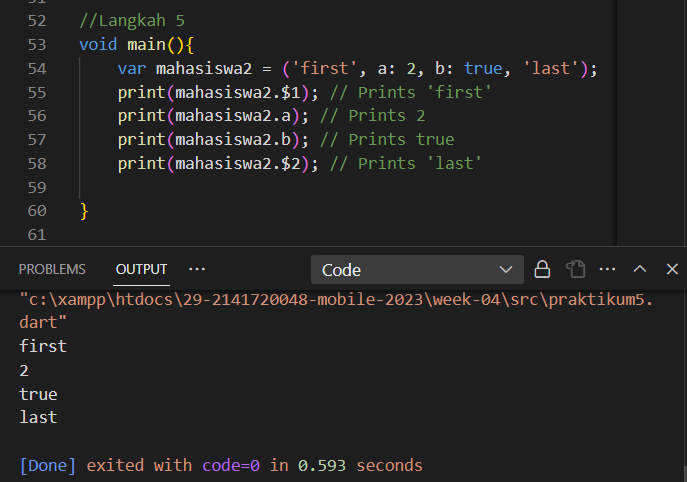 52 //Langkah 5
53 void main(){
54 var mahasiswa2 = ('first', a: 2, b: true, 'last');
55 print(mahasiswa2.$1); // Prints 'first'
56 print(mahasiswa2.a); // Prints 2
57 print(mahasiswa2.b); // Prints true
58 print(mahasiswa2.$2); // Prints 'last'
59
60 }
61
PROBLEMS OUTPUT ··· Code ···
"c:\xampp\htdocs\29-2141720048-mobile-2023\week-04\src\praktikum5.
dart"
first
2
true
last
[Done] exited with code=0 in 0.593 seconds